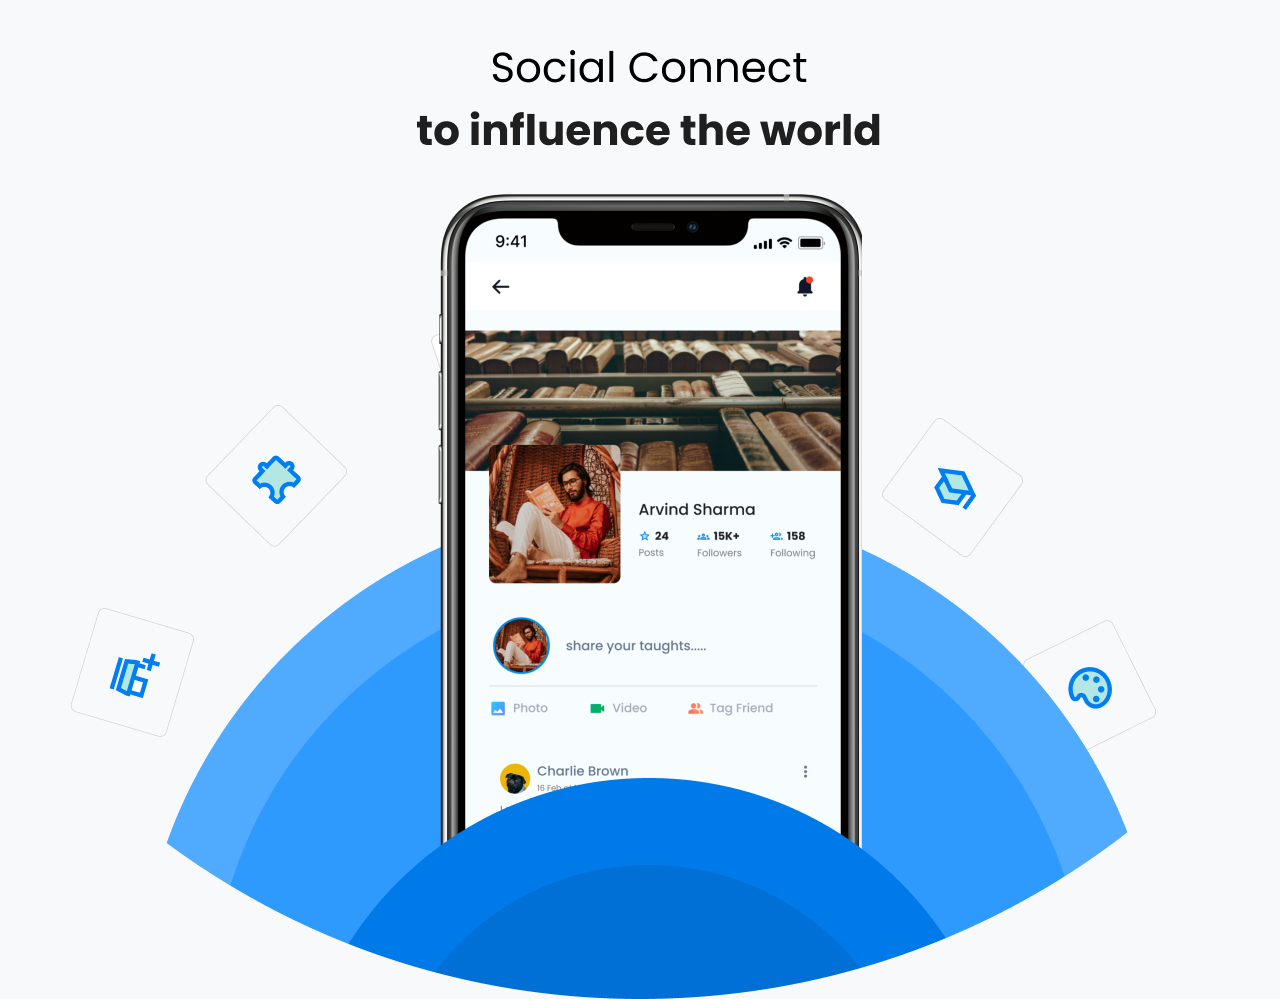 Social Connect
to influence the world
9:41
Arvind Sharma
24 15K+ 158
Posts Followers Following
share your taughts.....
Photo Video Tag Friend
Charlie Brown
16 Feb